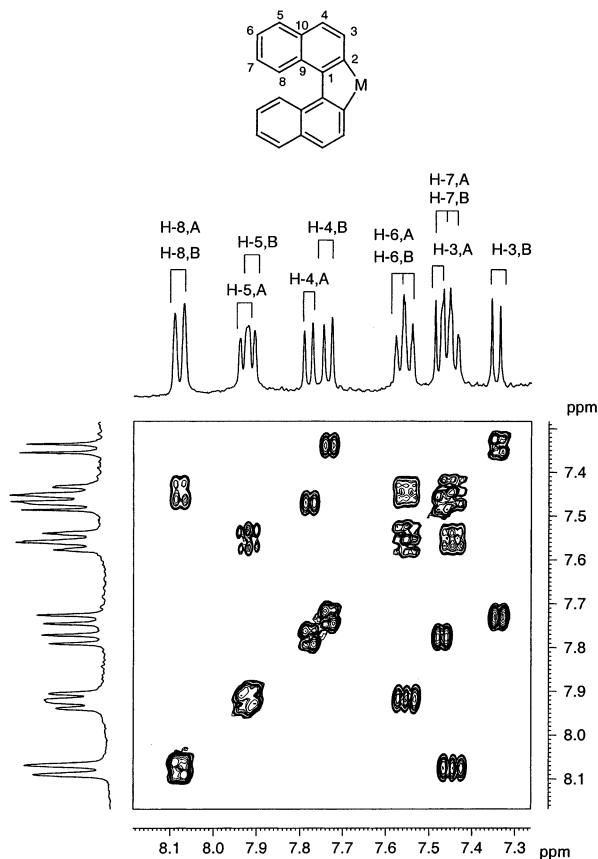 5
10
4
6
3
7
9
2
8
1
M
H-7,A
H-7,B
H-8,A
H-8,B
H-5,B
H-4,B
H-6,A
H-6,B
H-3,A
H-3,B
H-5,A
H-4,A
ppm
7.4
7.5
7.6
7.7
7.8
7.9
8.0
8.1
8.1 8.0 7.9 7.8 7.7 7.6 7.5 7.4 7.3 ppm